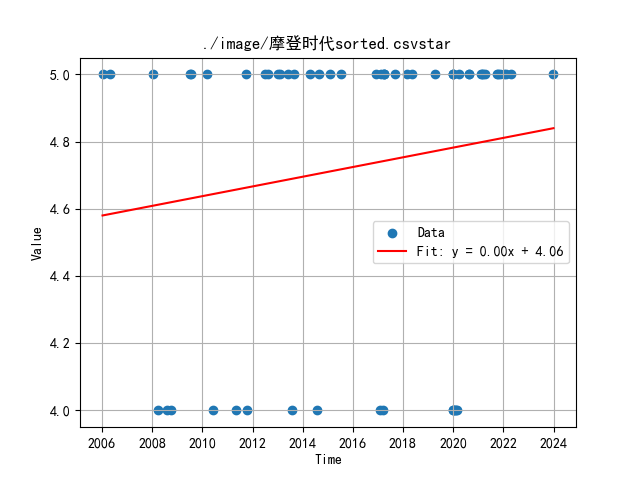 ./image/摩登时代sorted.csvstar
5.0
4.8
4.6
4.4
4.2
4.0
Value
Data
Fit: y = 0.00x + 4.06
2006 2008 2010 2012 2014 2016 2018 2020 2022 2024
Time